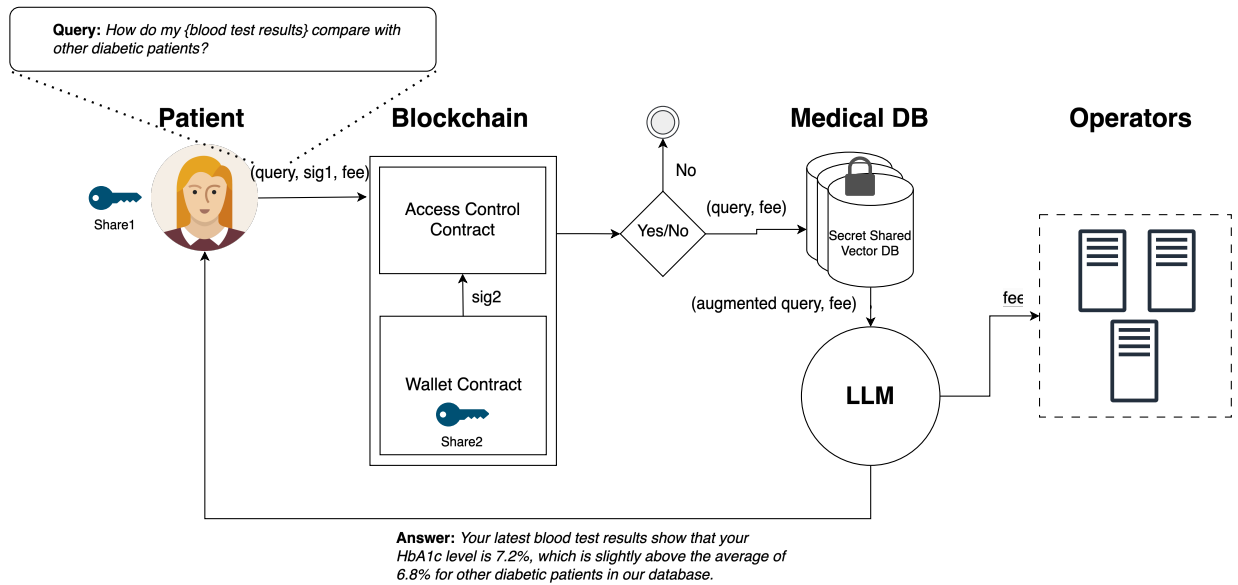 Query: How do my {blood test results} compare with
other diabetic patients?
Patient
Blockchain
Medical DB
Operators
(query, sig1, fee)
Share1
Access Control
Contract
sig2
Wallet Contract
Share2
No
Yes/No
(query, fee)
Secret Shared
Vector DB
(augmented query, fee)
LLM
fee
Answer: Your latest blood test results show that your
HbA1c level is 7.2%, which is slightly above the average of
6.8% for other diabetic patients in our database.